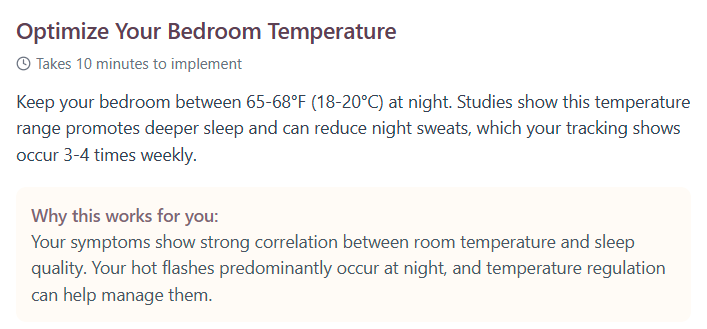 Optimize Your Bedroom Temperature
Takes 10 minutes to implement
Keep your bedroom between 65-68°F (18-20°C) at night. Studies show this temperature
range promotes deeper sleep and can reduce night sweats, which your tracking shows
occur 3-4 times weekly.
Why this works for you:
Your symptoms show strong correlation between room temperature and sleep
quality. Your hot flashes predominantly occur at night, and temperature regulation
can help manage them.